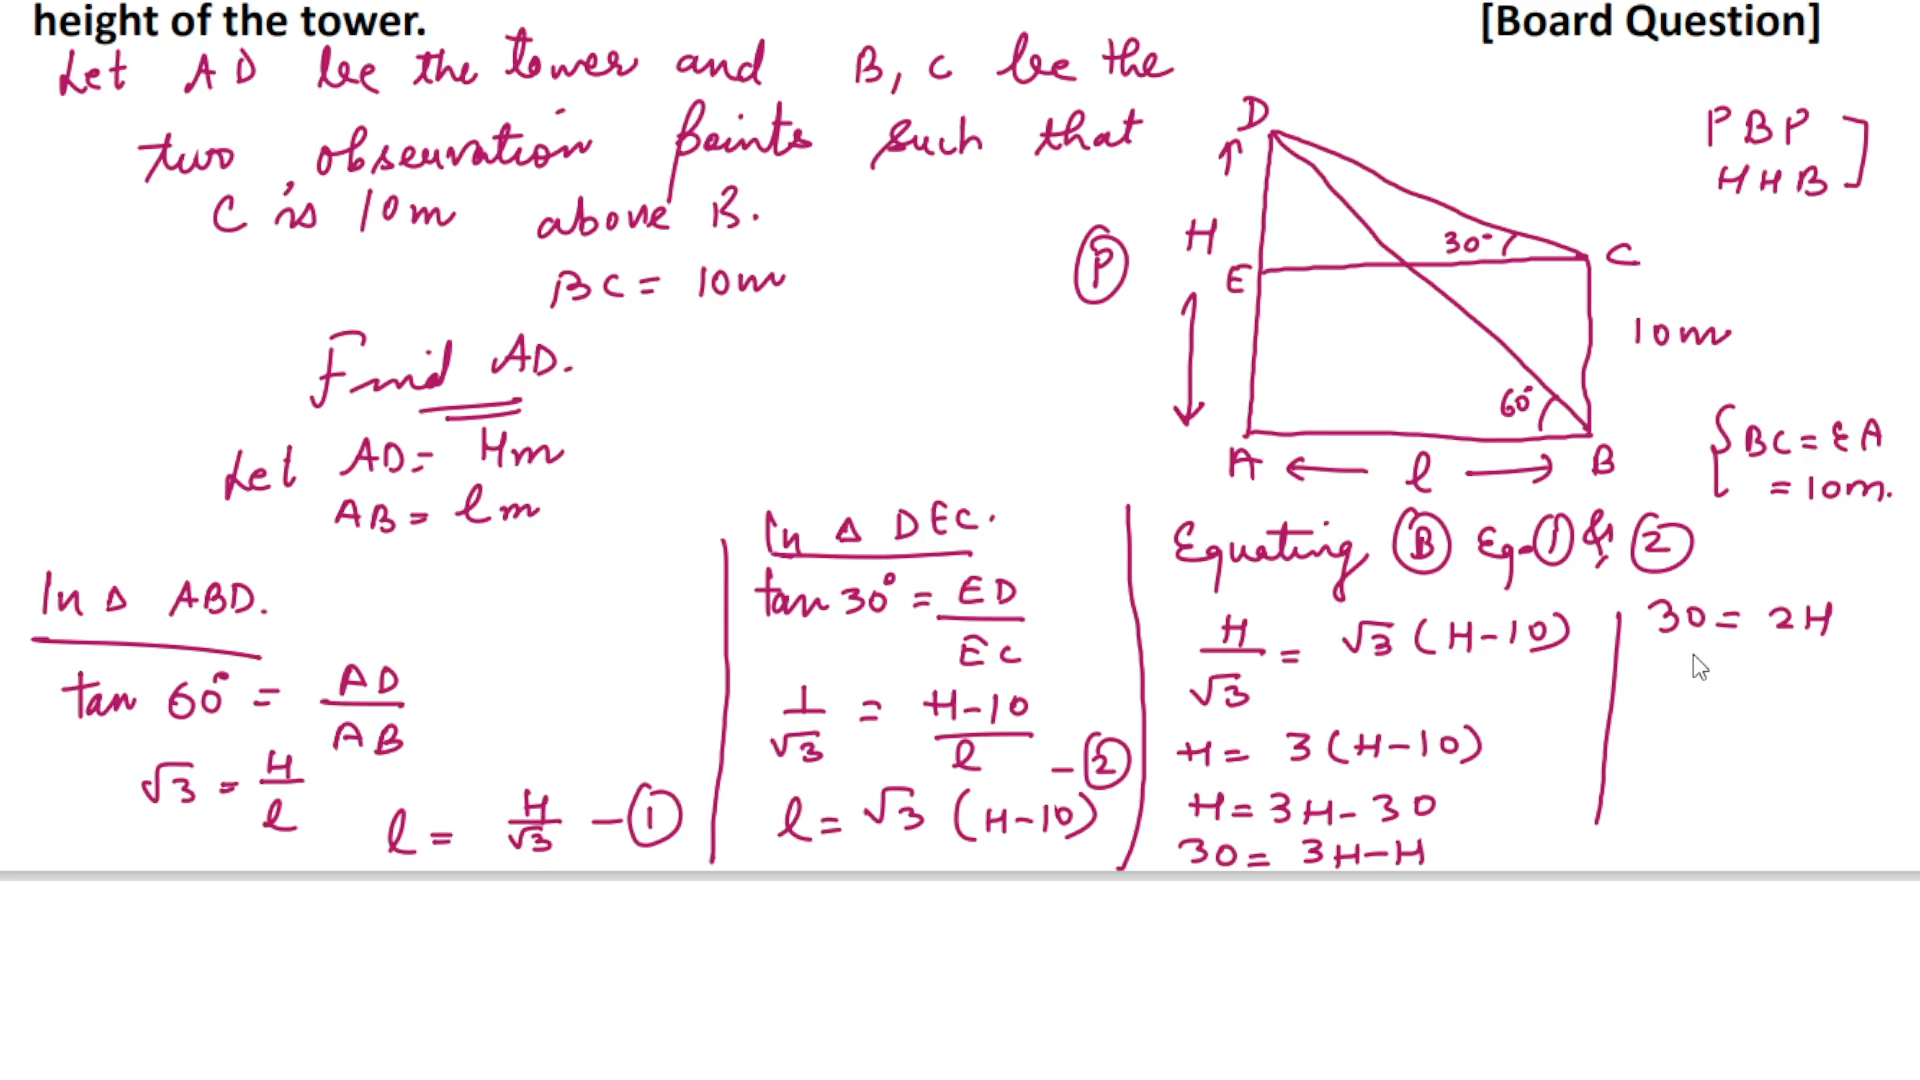 height of the tower.
[Board Question]
Let AD be the tower and B, C be the
two observation points such that
C is 10m above B.
BC = 10m
Find AD.
Let AD = Hm
AB = lm
In Δ ABD.
tan 60° = AD/AB
√3 = H/l
l = H/√3 - ①
In Δ DEC.
tan 30° = ED/EC
1/√3 = H-10/l
l = √3 (H-10) - ②
D
H
Ⓟ
E
30°
C
10m
60°
A
l
B
PBP
HHB
BC = EA
= 10m.
Equating Ⓑ Eq-① & ②
H/√3 = √3 (H-10)
H = 3 (H-10)
H = 3H - 30
30 = 3H-H
30 = 2H